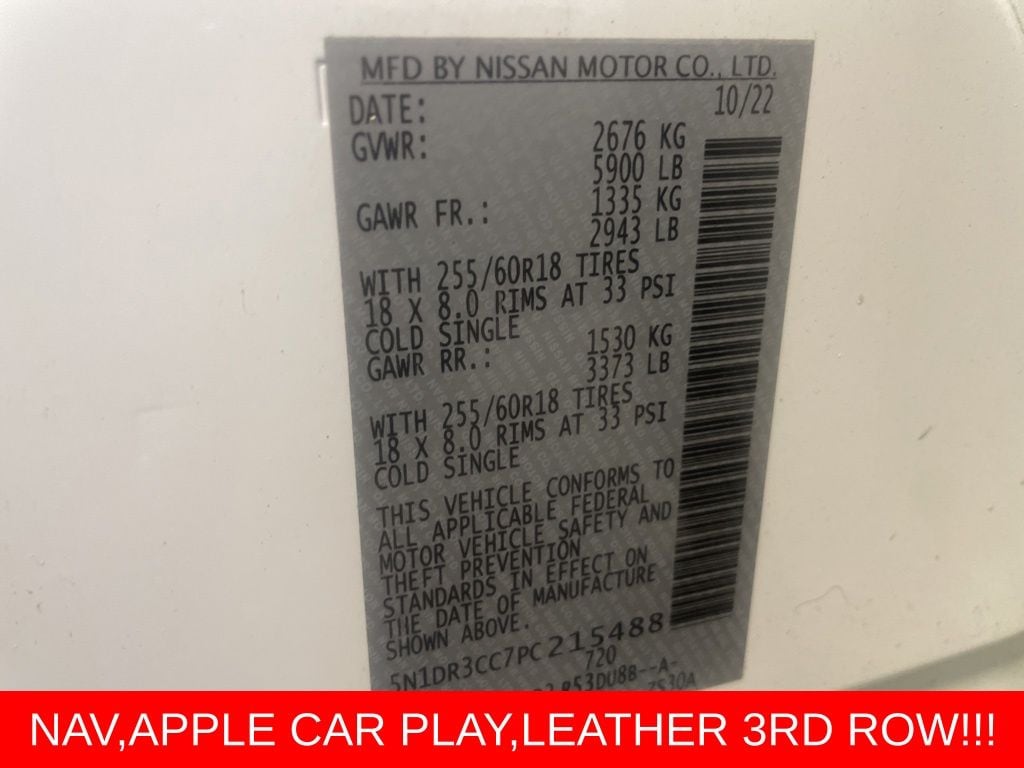 MFD BY NISSAN MOTOR CO., LTD.
DATE: 10/22
GVWR: 2676 KG
5900 LB
GAWR FR.: 1335 KG
2943 LB
WITH 255/60R18 TIRES
18 X 8.0 RIMS AT 33 PSI
COLD SINGLE
GAWR RR.: 1530 KG
3373 LB
WITH 255/60R18 TIRES
18 X 8.0 RIMS AT 33 PSI
COLD SINGLE
THIS VEHICLE CONFORMS TO
ALL APPLICABLE FEDERAL
MOTOR VEHICLE SAFETY AND
THEFT PREVENTION
STANDARDS IN EFFECT ON
THE DATE OF MANUFACTURE
SHOWN ABOVE.
5N1DR3CC7PC215488
720
NAV,APPLE CAR PLAY,LEATHER 3RD ROW!!!